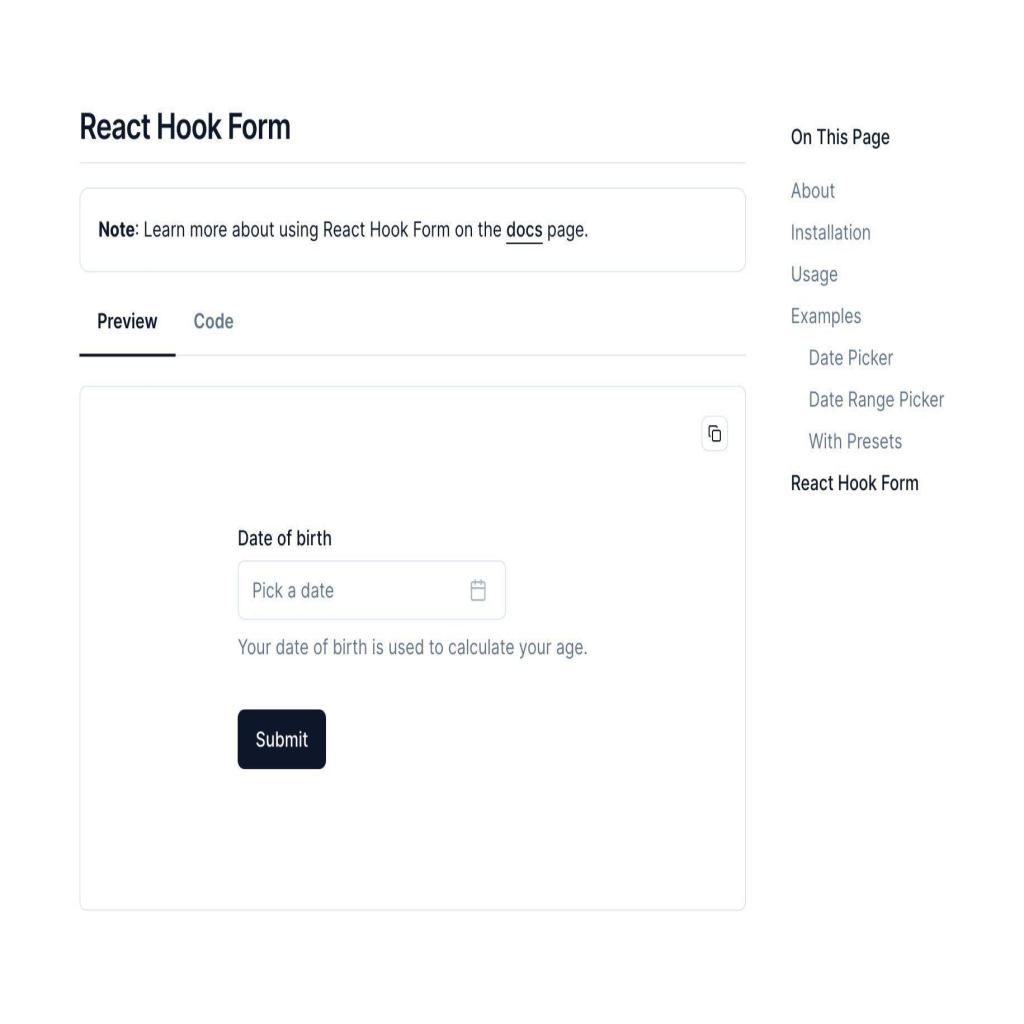 React Hook Form
Note: Learn more about using React Hook Form on the docs page.
Preview
Code
Date of birth
Pick a date
Your date of birth is used to calculate your age.
Submit
On This Page
About
Installation
Usage
Examples
Date Picker
Date Range Picker
With Presets
React Hook Form